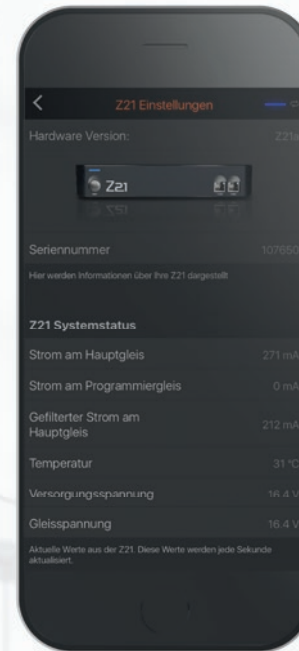 Z21 Einstellungen
Hardware Version: Z21a
Z21
Seriennummer 107650
Hier werden Informationen über Ihre Z21 dargestellt
Z21 Systemstatus
Strom am Hauptgleis 271 mA
Strom am Programmiergleis 0 mA
Gefilterter Strom am
Hauptgleis 212 mA
Temperatur 31 °C
Versorgungsspannung 16.4 V
Gleisspannung 16.4 V
Aktuelle Werte aus der Z21. Diese Werte werden jede Sekunde
aktualisiert.